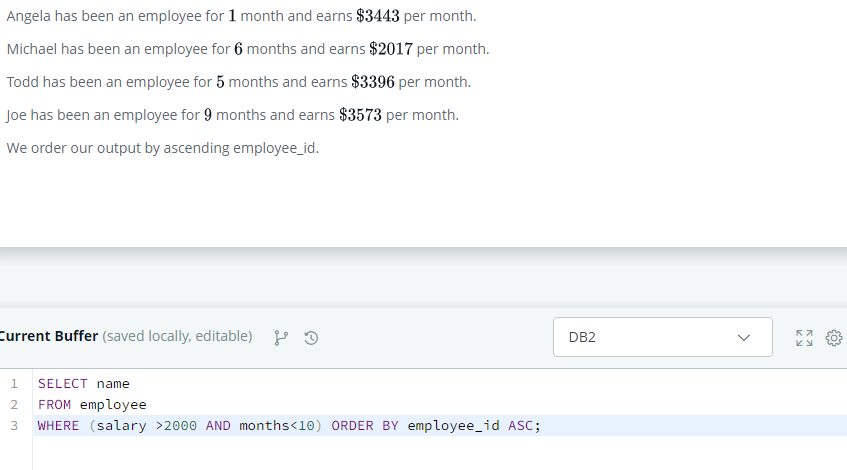 Angela has been an employee for 1 month and earns $3443 per month.
Michael has been an employee for 6 months and earns $2017 per month.
Todd has been an employee for 5 months and earns $3396 per month.
Joe has been an employee for 9 months and earns $3573 per month.
We order our output by ascending employee_id.
Current Buffer (saved locally, editable)
DB2
1 SELECT name
2 FROM employee
3 WHERE (salary >2000 AND months<10) ORDER BY employee_id ASC;